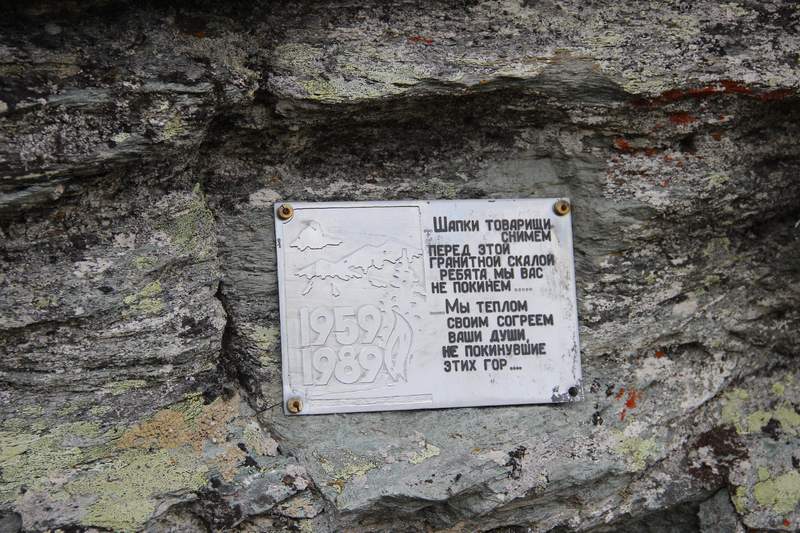 1959
1989
... Шапки товарищи
снимем
перед этой
гранитной скалой
ребята мы вас
не покинем .....
..... Мы теплом
своим согреем
ваши души,
не покинувшие
этих гор ....